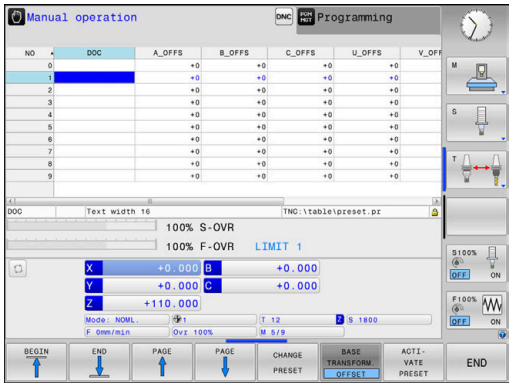 Manual operation
DNC
PGM
MGT
Programming
NO DOC A_OFFS B_OFFS C_OFFS U_OFFS V_OFF
0 +0 +0 +0 +0
1 +0 +0 +0 +0
2 +0 +0 +0 +0
3 +0 +0 +0 +0
4 +0 +0 +0 +0
5 +0 +0 +0 +0
6 +0 +0 +0 +0
7 +0 +0 +0 +0
8 +0 +0 +0 +0
9 +0 +0 +0 +0
DOC Text width 16 TNC:\table\preset.pr
100% S-OVR
100% F-OVR LIMIT 1
X +0.000 B +0.000
Y +0.000 C +0.000
Z +110.000
Mode: NOML. 1 T 12 Z S 1800
F 0mm/min Ovr 100% M 5/9
M
S
T
S100%
OFF ON
F100%
OFF ON
BEGIN
END
PAGE
PAGE
CHANGE
PRESET
BASE
TRANSFORM.
OFFSET
ACTI-
VATE
PRESET
END